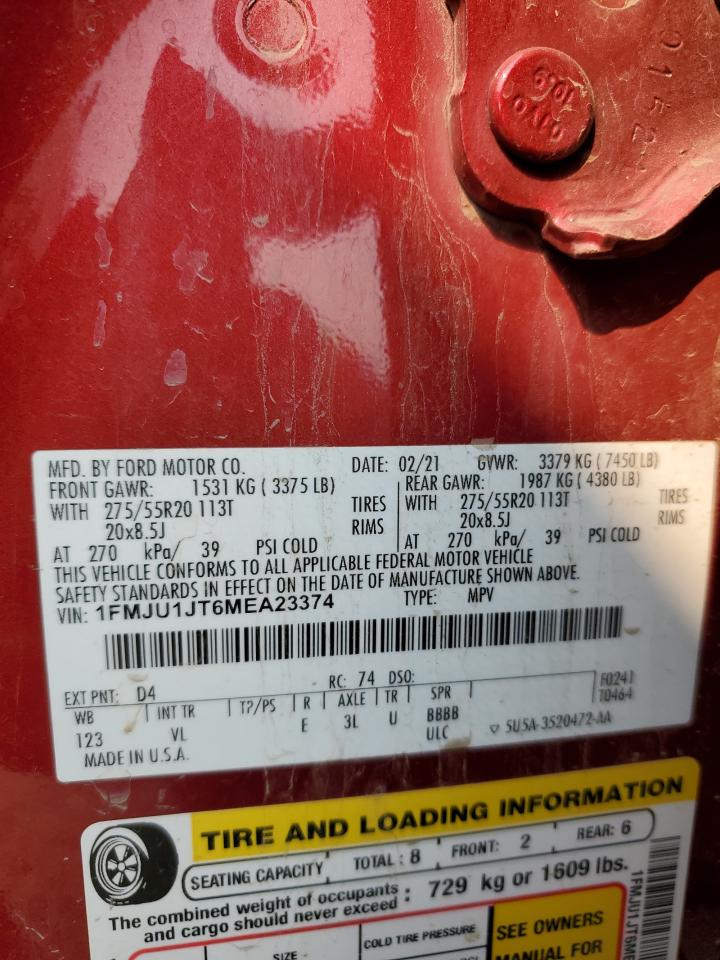 0152
10.9
OAYO
MFD. BY FORD MOTOR CO. DATE: 02/21 GVWR: 3379 KG ( 7450 LB)
FRONT GAWR: 1531 KG ( 3375 LB) REAR GAWR: 1987 KG ( 4380 LB)
WITH 275/55R20 113T TIRES WITH 275/55R20 113T TIRES
20x8.5J RIMS 20x8.5J RIMS
AT 270 kPa/ 39 PSI COLD AT 270 kPa/ 39 PSI COLD
THIS VEHICLE CONFORMS TO ALL APPLICABLE FEDERAL MOTOR VEHICLE
SAFETY STANDARDS IN EFFECT ON THE DATE OF MANUFACTURE SHOWN ABOVE.
VIN: 1FMJU1JT6MEA23374 TYPE: MPV
EXT PNT: D4 RC: 74 DSO: F0241
WB INT TR TP/PS R AXLE TR SPR T0464
123 VL E 3L U BBBB
MADE IN U.S.A. ULC ▽ 5U5A-3520472-AA
TIRE AND LOADING INFORMATION
SEATING CAPACITY TOTAL : 8 FRONT: 2 REAR: 6
The combined weight of occupants : 729 kg or 1609 lbs.
and cargo should never exceed
SIZE COLD TIRE PRESSURE SEE OWNERS
MANUAL FOR
1FMJU1JT6ME